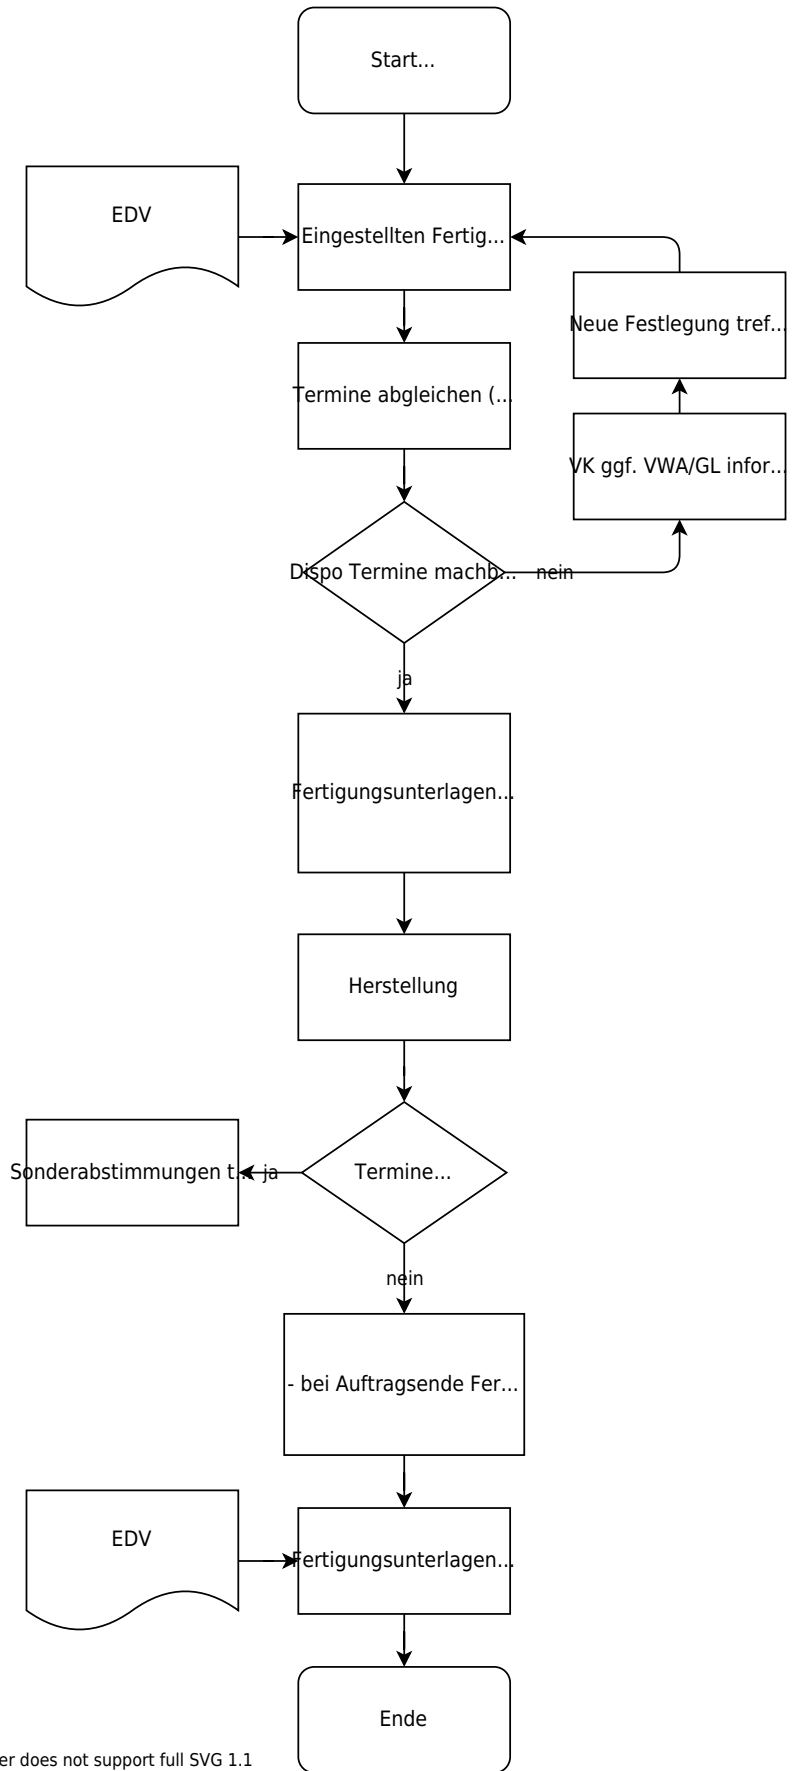 Start...
EDV
Eingestellten Fertig...
Neue Festlegung tref...
Termine abgleichen (...
VK ggf. VWA/GL infor...
Dispo Termine machb...
nein
ja
Fertigungsunterlagen...
Herstellung
Sonderabstimmungen t...
ja
Termine...
nein
- bei Auftragsende Fer...
EDV
Fertigungsunterlagen...
Ende
er does not support full SVG 1.1